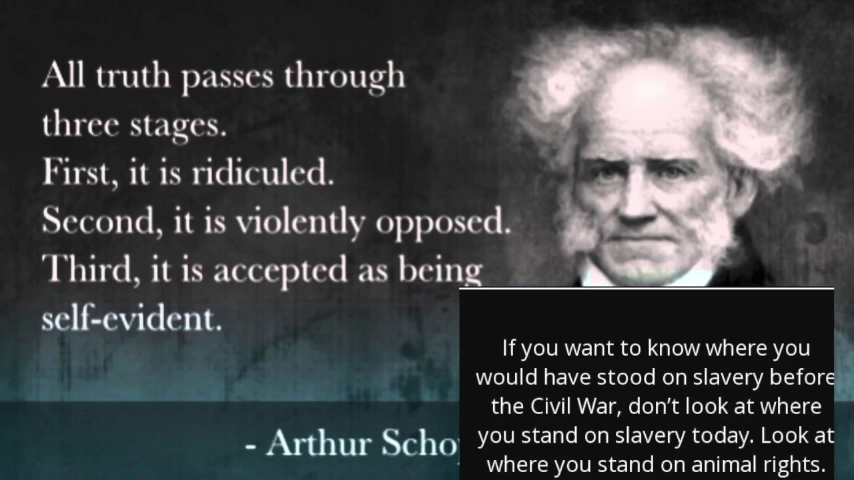 All truth passes through
three stages.
First, it is ridiculed.
Second, it is violently opposed.
Third, it is accepted as being
self-evident.
- Arthur
If you want to know where you
would have stood on slavery before
the Civil War, don’t look at where
you stand on slavery today. Look at
where you stand on animal rights.